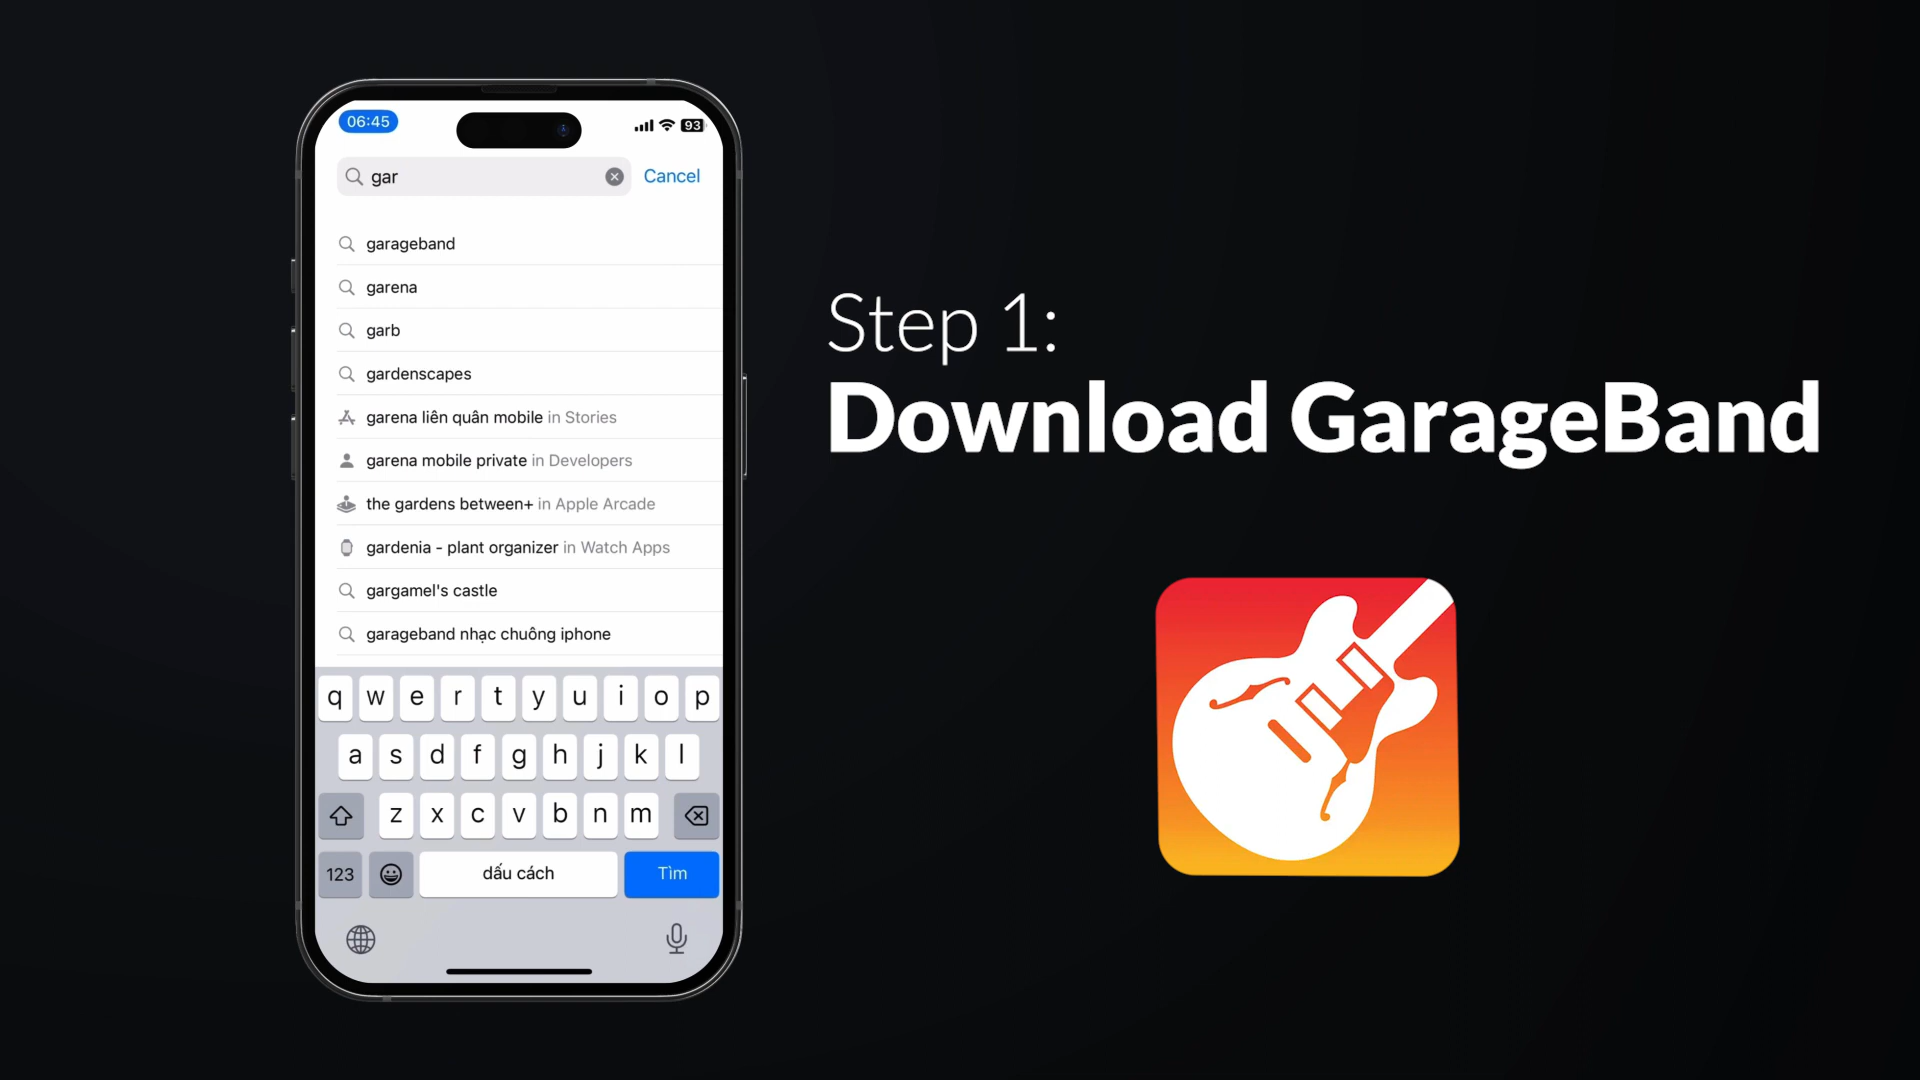 06:45
93
gar
Cancel
garageband
garena
garb
gardenscapes
garena liên quân mobile in Stories
garena mobile private in Developers
the gardens between+ in Apple Arcade
gardenia - plant organizer in Watch Apps
gargamel's castle
garageband nhạc chuông iphone
q w e r t y u i o p
a s d f g h j k l
z x c v b n m
123
dấu cách
Tìm
Step 1:
Download GarageBand